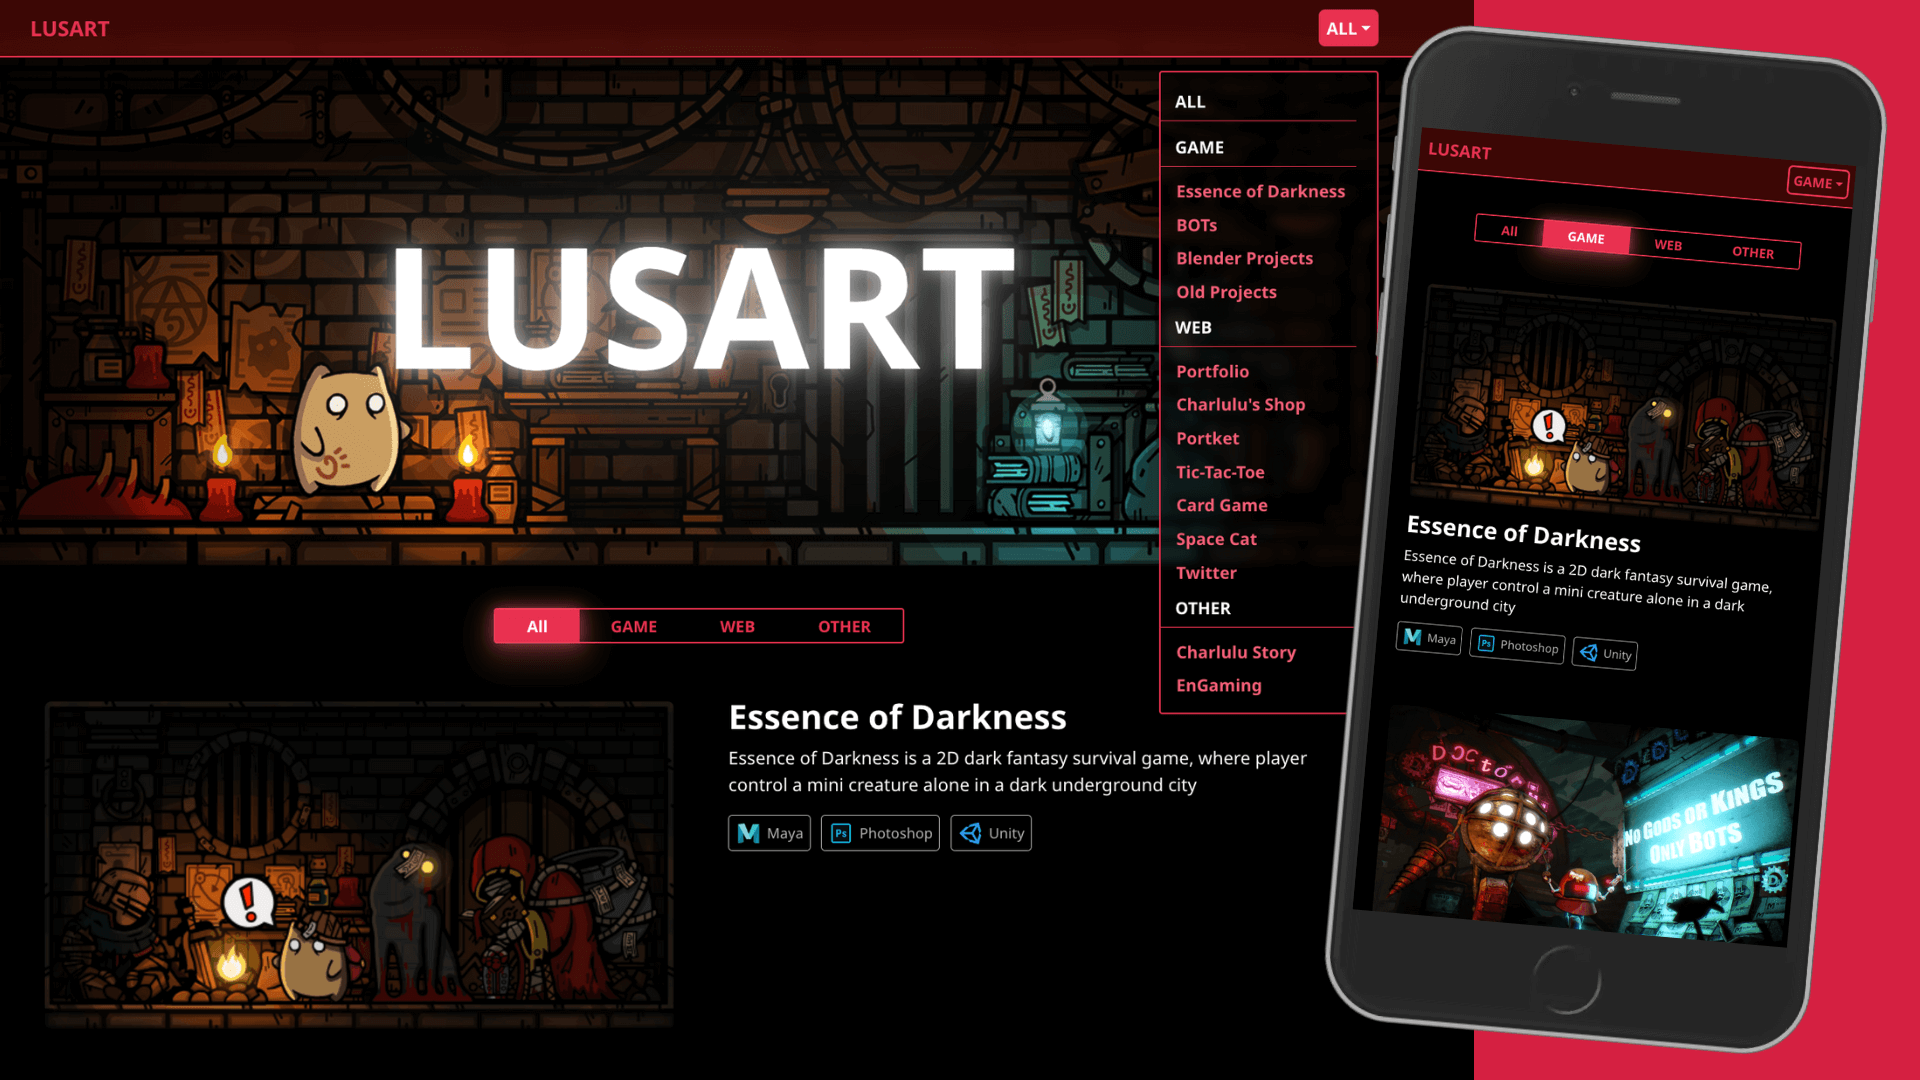 LUSART
ALL
LUSART
ALL
GAME
Essence of Darkness
BOTs
Blender Projects
Old Projects
WEB
Portfolio
Charlulu's Shop
Portket
Tic-Tac-Toe
Card Game
Space Cat
Twitter
OTHER
Charlulu Story
EnGaming
All GAME WEB OTHER
Essence of Darkness
Essence of Darkness is a 2D dark fantasy survival game, where player
control a mini creature alone in a dark underground city
Maya Ps Photoshop Unity
!
LUSART
GAME
All GAME WEB OTHER
!
Essence of Darkness
Essence of Darkness is a 2D dark fantasy survival game,
where player control a mini creature alone in a dark
underground city
Maya Ps Photoshop Unity
No Gods or Kings
Only Bots